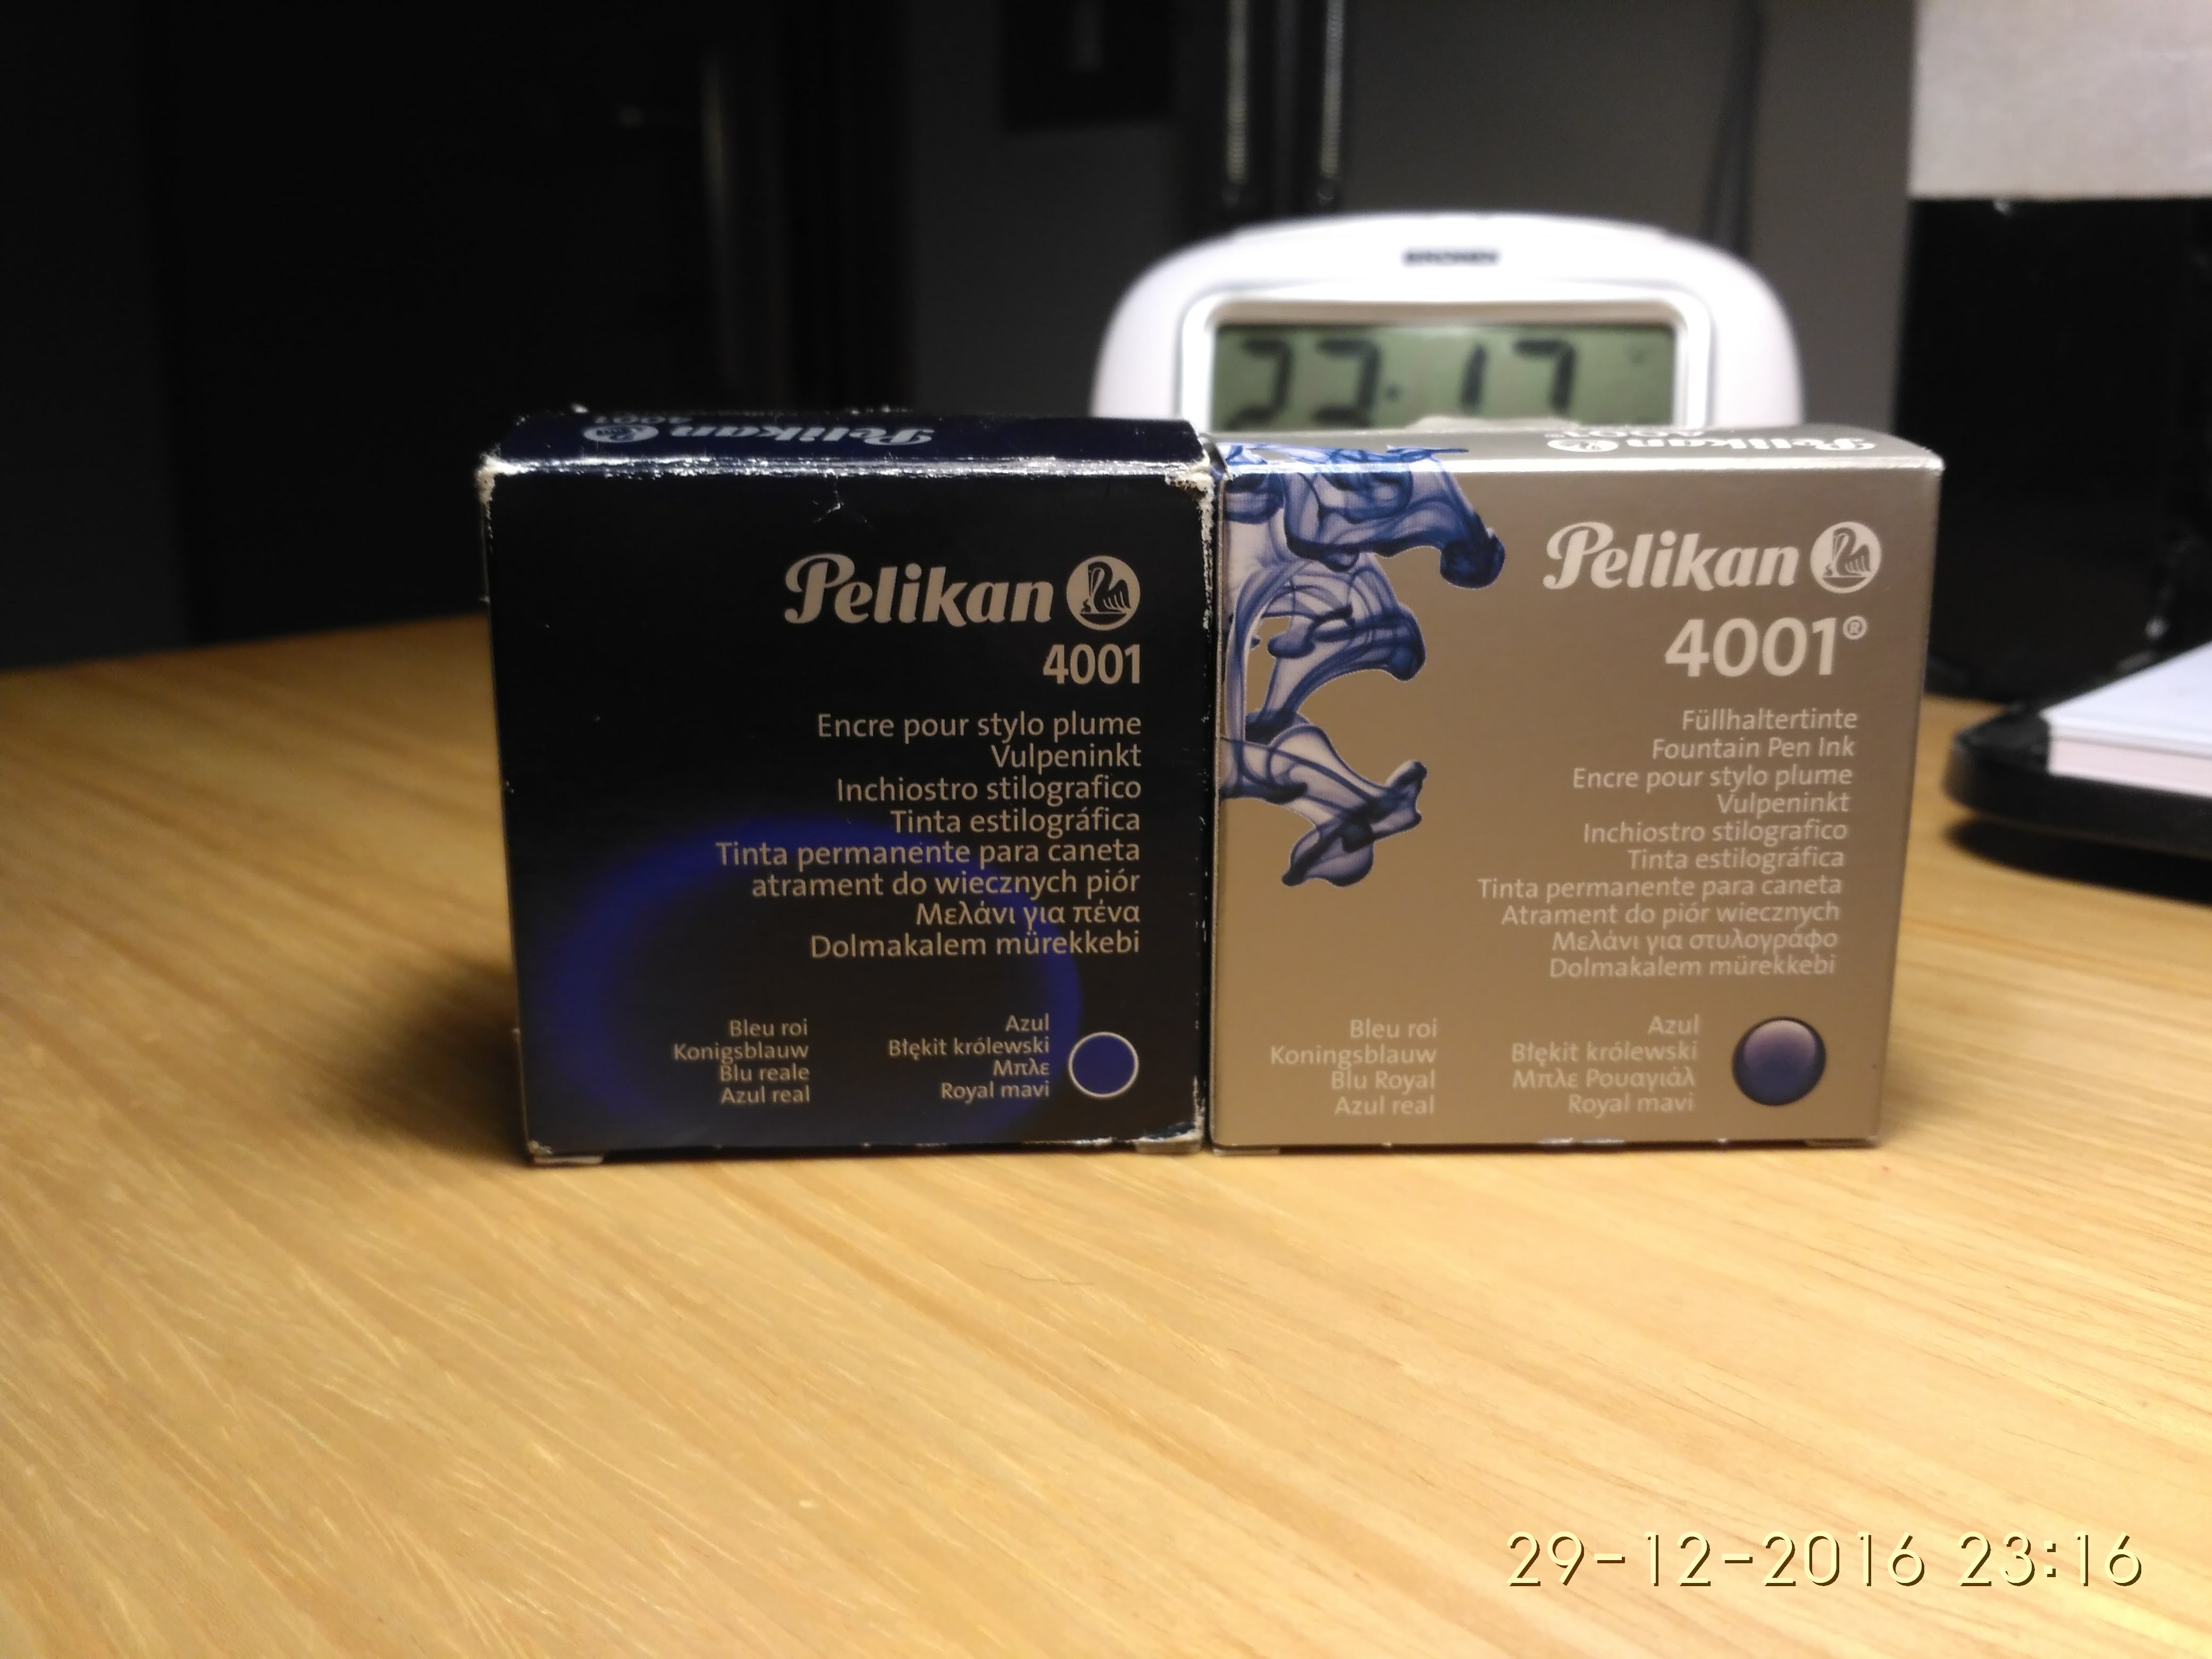 22:17
Pelikan
4001
Pelikan
Pelikan
4001
Encre pour stylo plume
Vulpeninkt
Inchiostro stilografico
Tinta estilográfica
Tinta permanente para caneta
atrament do wiecznych piór
Μελάνι για πένα
Dolmakalem mürekkebi
Bleu roi
Konigsblauw
Blu reale
Azul real
Azul
Błękit królewski
Μπλε
Royal mavi
Pelikan
4001®
Füllhaltertinte
Fountain Pen Ink
Encre pour stylo plume
Vulpeninkt
Inchiostro stilografico
Tinta estilográfica
Tinta permanente para caneta
Atrament do piór wiecznych
Μελάνι για στυλογράφο
Dolmakalem mürekkebi
Bleu roi
Koningsblauw
Blu Royal
Azul real
Azul
Błękit królewski
Μπλε Ρουαγιάλ
Royal mavi
29-12-2016 23:16